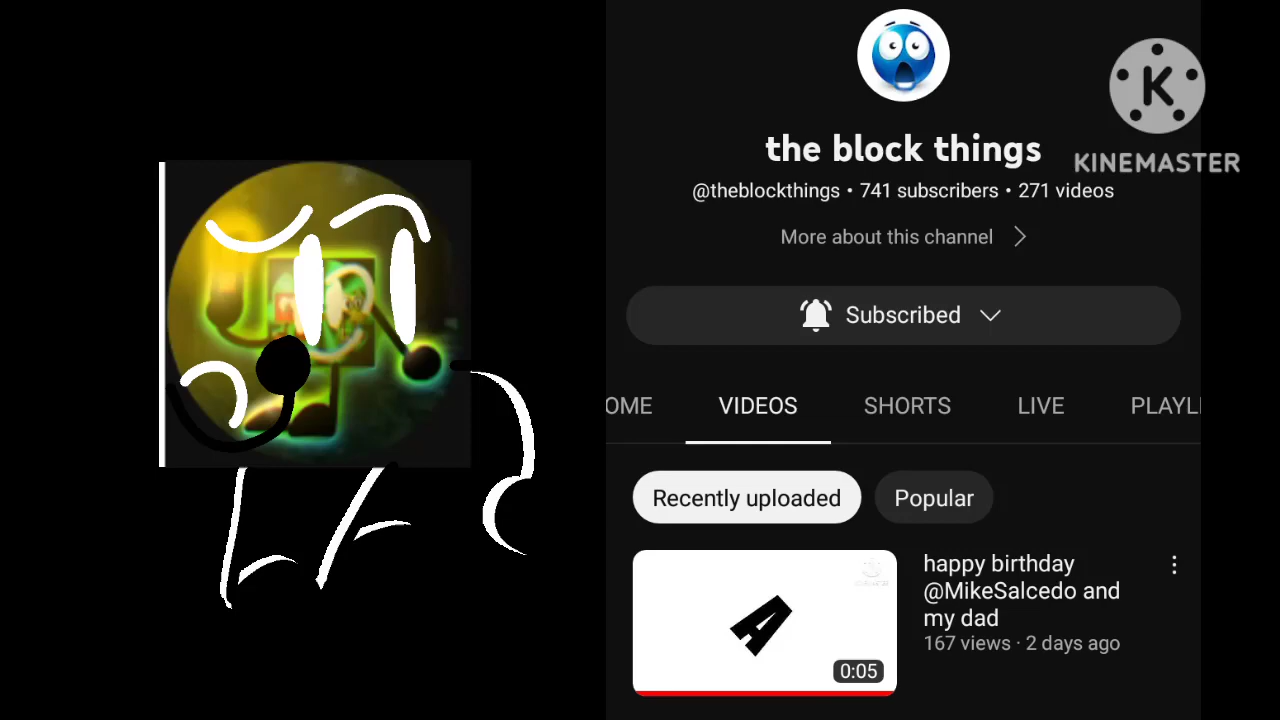 the block things
K
KINEMASTER
@theblockthings • 741 subscribers • 271 videos
More about this channel
Subscribed
OME VIDEOS SHORTS LIVE PLAYL
Recently uploaded Popular
happy birthday
@MikeSalcedo and
my dad
167 views · 2 days ago
A
0:05